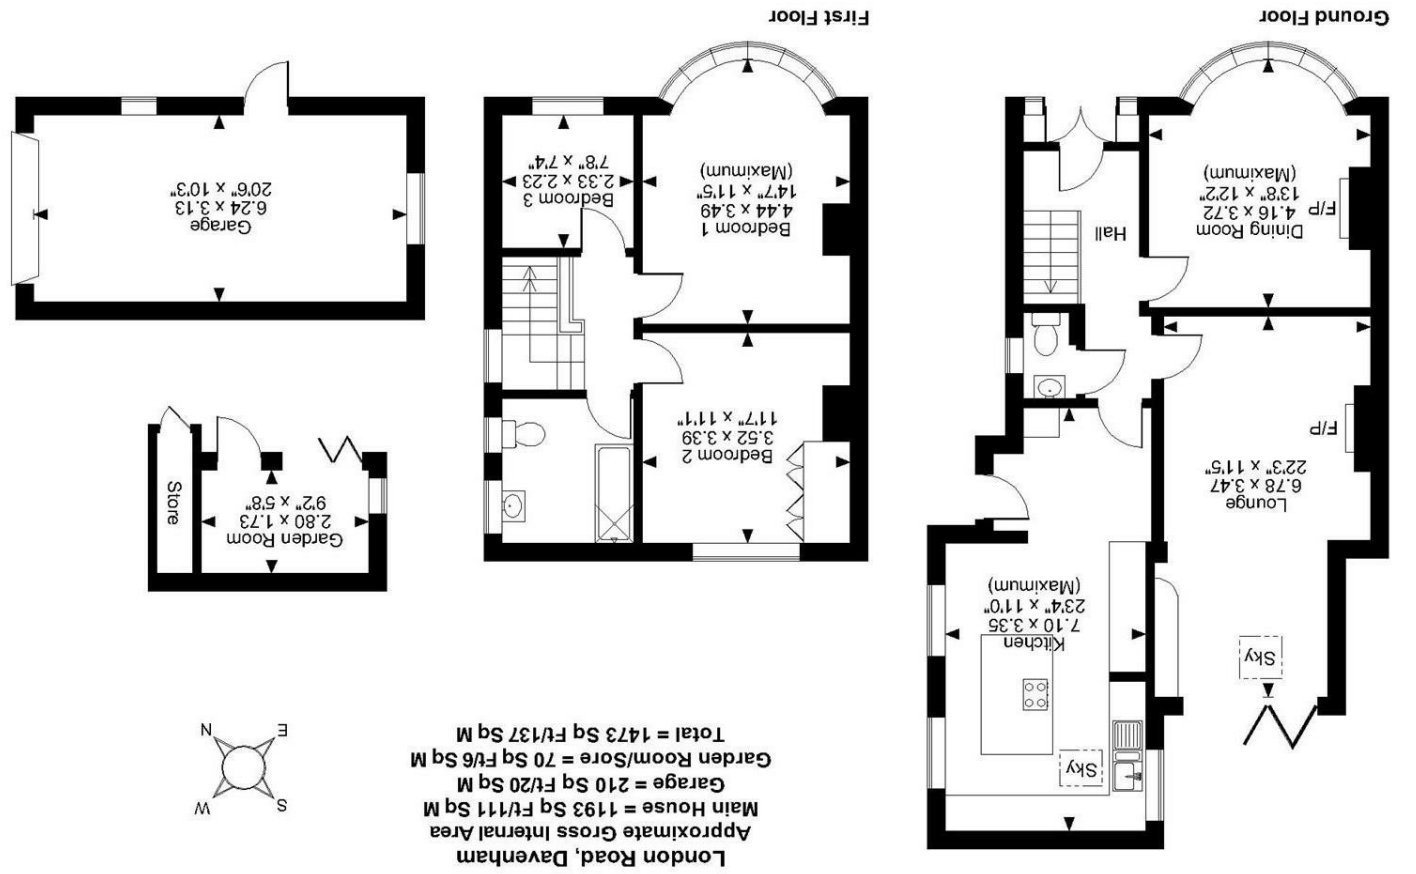 London Road, Davenham
Approximate Gross Internal Area
Main House = 1193 Sq Ft/111 Sq M
Garage = 210 Sq Ft/20 Sq M
Garden Room/Sore = 70 Sq Ft/6 Sq M
Total = 1473 Sq Ft/137 Sq M
S
W
E
N
Sky
Sky
Kitchen
7.10 x 3.35
23'4" x 11'0"
(Maximum)
Lounge
6.78 x 3.47
22'3" x 11'5"
F/P
Hall
Dining Room
4.16 x 3.72
13'8" x 12'2"
(Maximum)
F/P
Ground Floor
Bedroom 2
3.52 x 3.39
11'7" x 11'1"
Bedroom 1
4.44 x 3.49
14'7" x 11'5"
(Maximum)
Bedroom 3
2.33 x 2.23
7'8" x 7'4"
First Floor
Garden Room
2.80 x 1.73
9'2" x 5'8"
Store
Garage
6.24 x 3.13
20'6" x 10'3"